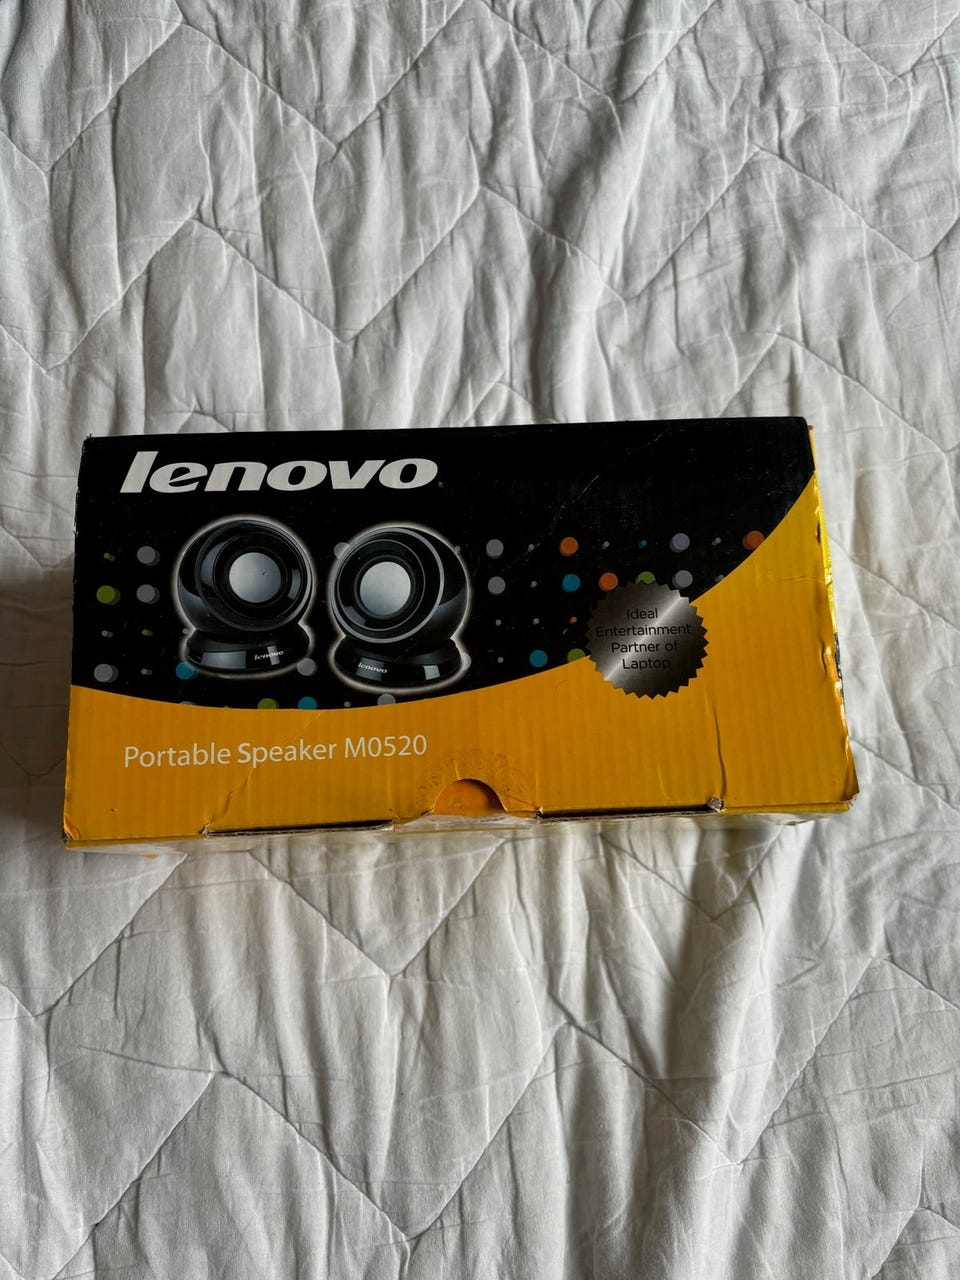 lenovo
lenovo
lenovo
Ideal
Entertainment
Partner of
Laptop
Portable Speaker M0520